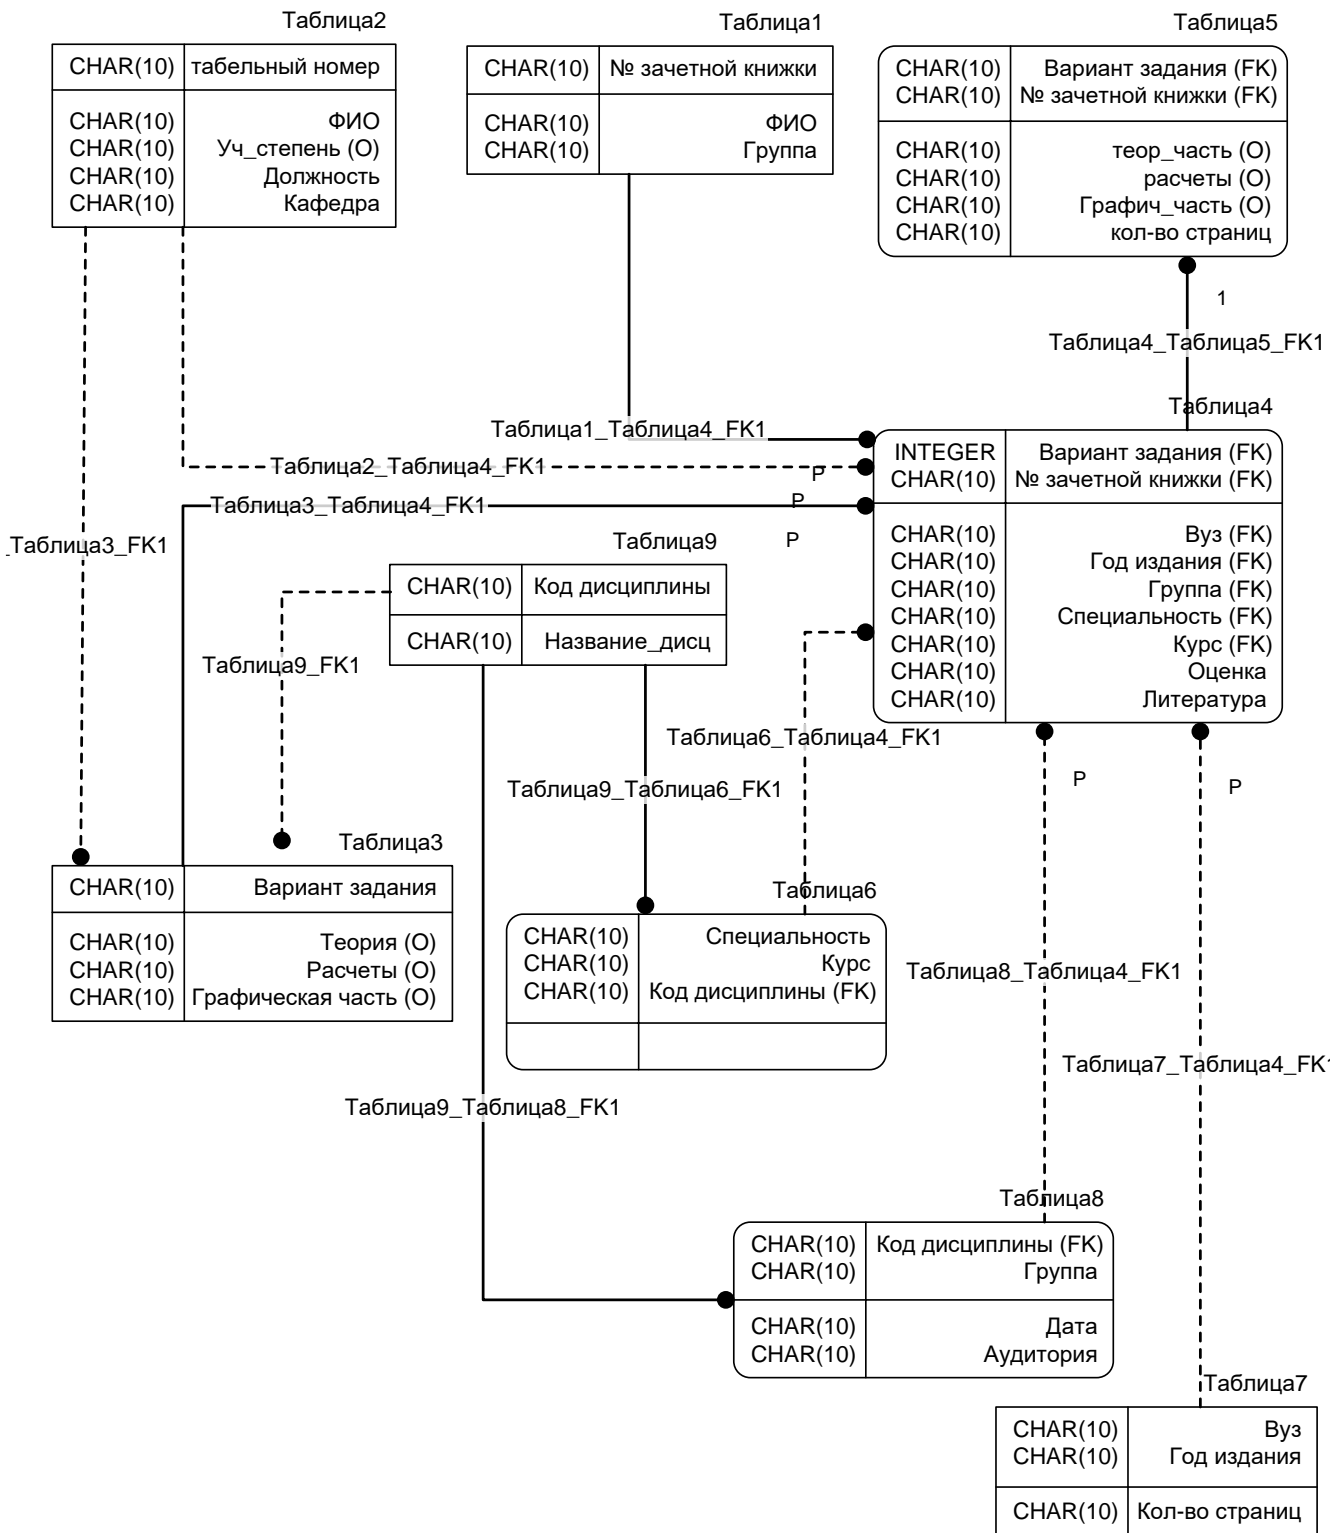 Таблица2
CHAR(10) табельный номер
CHAR(10) ФИО
CHAR(10) Уч_степень (O)
CHAR(10) Должность
CHAR(10) Кафедра
Таблица1
CHAR(10) № зачетной книжки
CHAR(10) ФИО
CHAR(10) Группа
Таблица5
CHAR(10) Вариант задания (FK)
CHAR(10) № зачетной книжки (FK)
CHAR(10) теор_часть (O)
CHAR(10) расчеты (O)
CHAR(10) Графич_часть (O)
CHAR(10) кол-во страниц
1
Таблица4_Таблица5_FK1
Таблица4
INTEGER Вариант задания (FK)
CHAR(10) № зачетной книжки (FK)
CHAR(10) Вуз (FK)
CHAR(10) Год издания (FK)
CHAR(10) Группа (FK)
CHAR(10) Специальность (FK)
CHAR(10) Курс (FK)
CHAR(10) Оценка
CHAR(10) Литература
Таблица1_Таблица4_FK1
Таблица2_Таблица4_FK1
P
Таблица3_Таблица4_FK1
P
P
_Таблица3_FK1
Таблица9
CHAR(10) Код дисциплины
CHAR(10) Название_дисц
Таблица9_FK1
Таблица6_Таблица4_FK1
Таблица9_Таблица6_FK1
P
P
Таблица3
CHAR(10) Вариант задания
CHAR(10) Теория (O)
CHAR(10) Расчеты (O)
CHAR(10) Графическая часть (O)
Таблица6
CHAR(10) Специальность
CHAR(10) Курс
CHAR(10) Код дисциплины (FK)
Таблица8_Таблица4_FK1
Таблица7_Таблица4_FK1
Таблица9_Таблица8_FK1
Таблица8
CHAR(10) Код дисциплины (FK)
CHAR(10) Группа
CHAR(10) Дата
CHAR(10) Аудитория
Таблица7
CHAR(10) Вуз
CHAR(10) Год издания
CHAR(10) Кол-во страниц